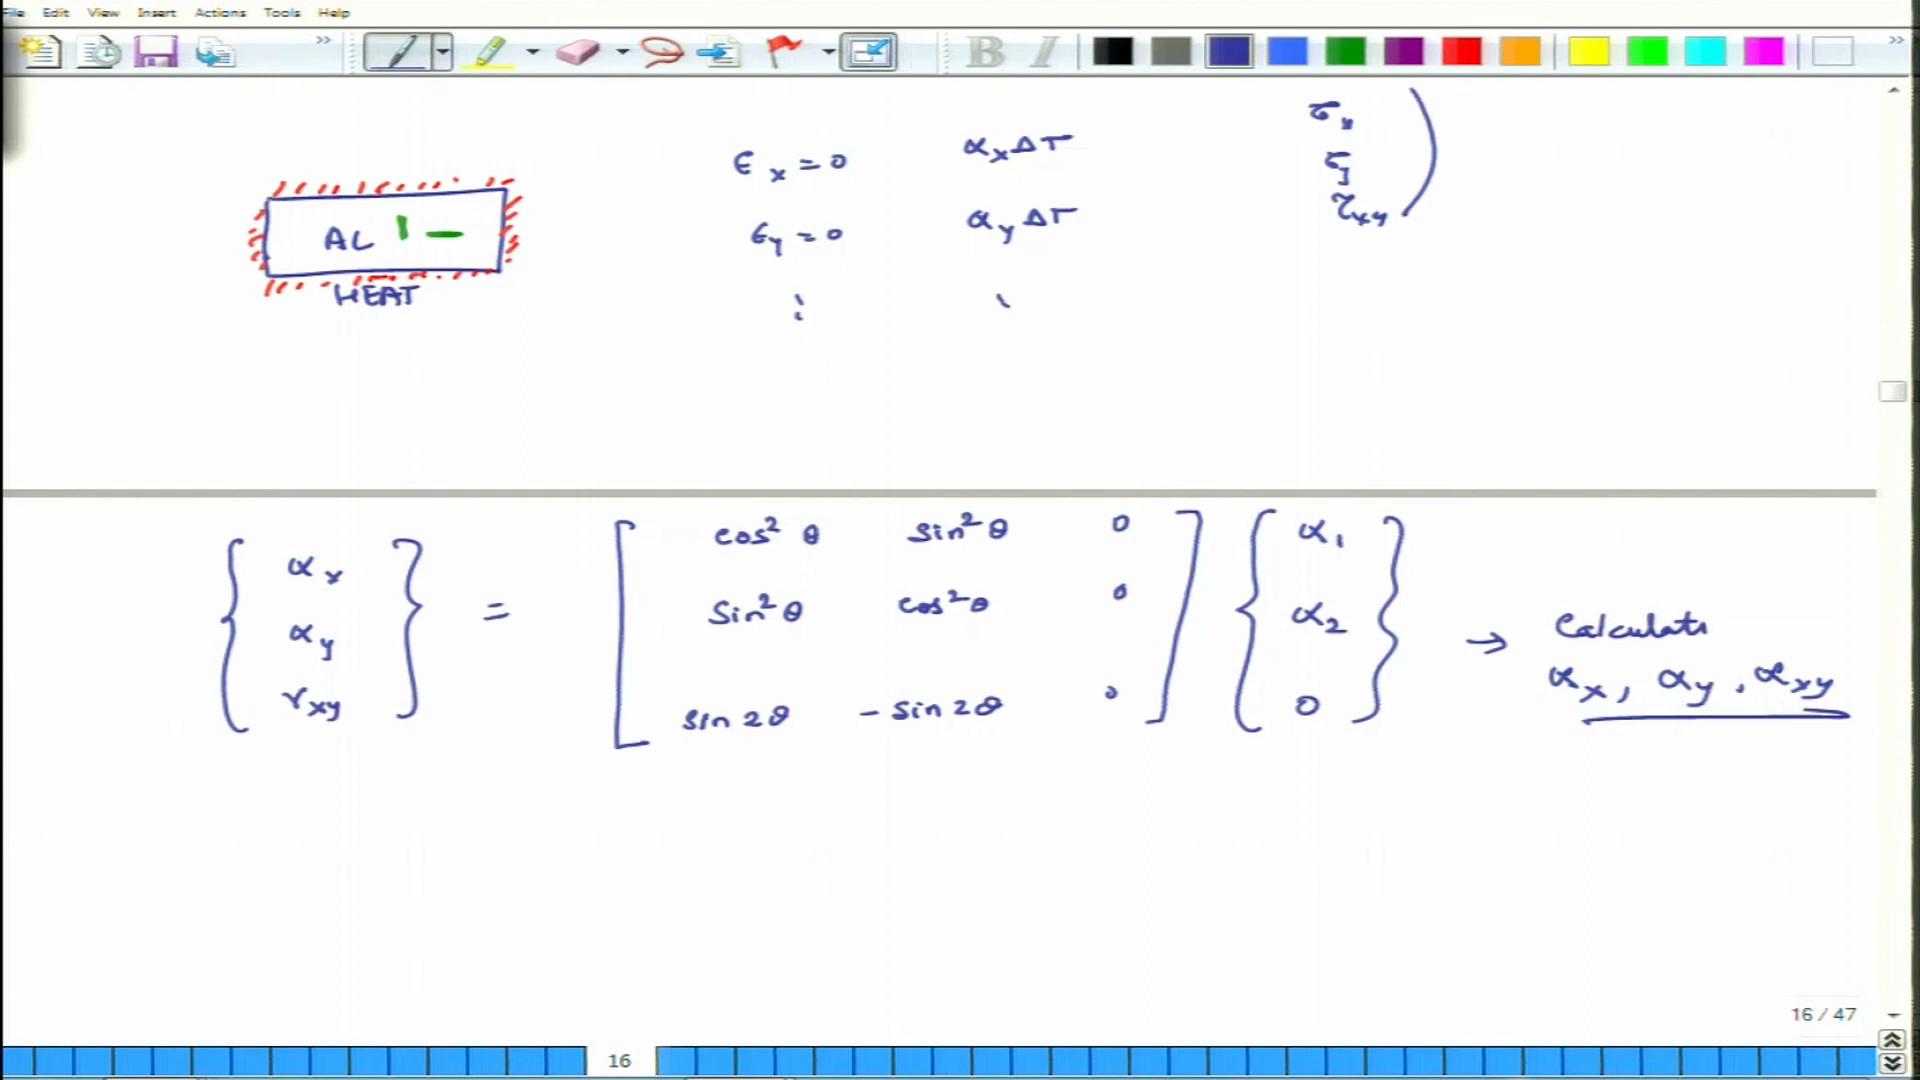 File Edit View Insert Actions Tools Help
B I
AL
HEAT
ϵx = 0 αxΔT
ϵy = 0 αyΔT
σx
σy
τxy
{ αx αy γxy } = [ cos² θ sin² θ 0
sin² θ cos² θ 0
sin 2θ - sin 2θ 0 ] { α1 α2 0 } → Calculate
αx, αy, αxy
16 / 47
16